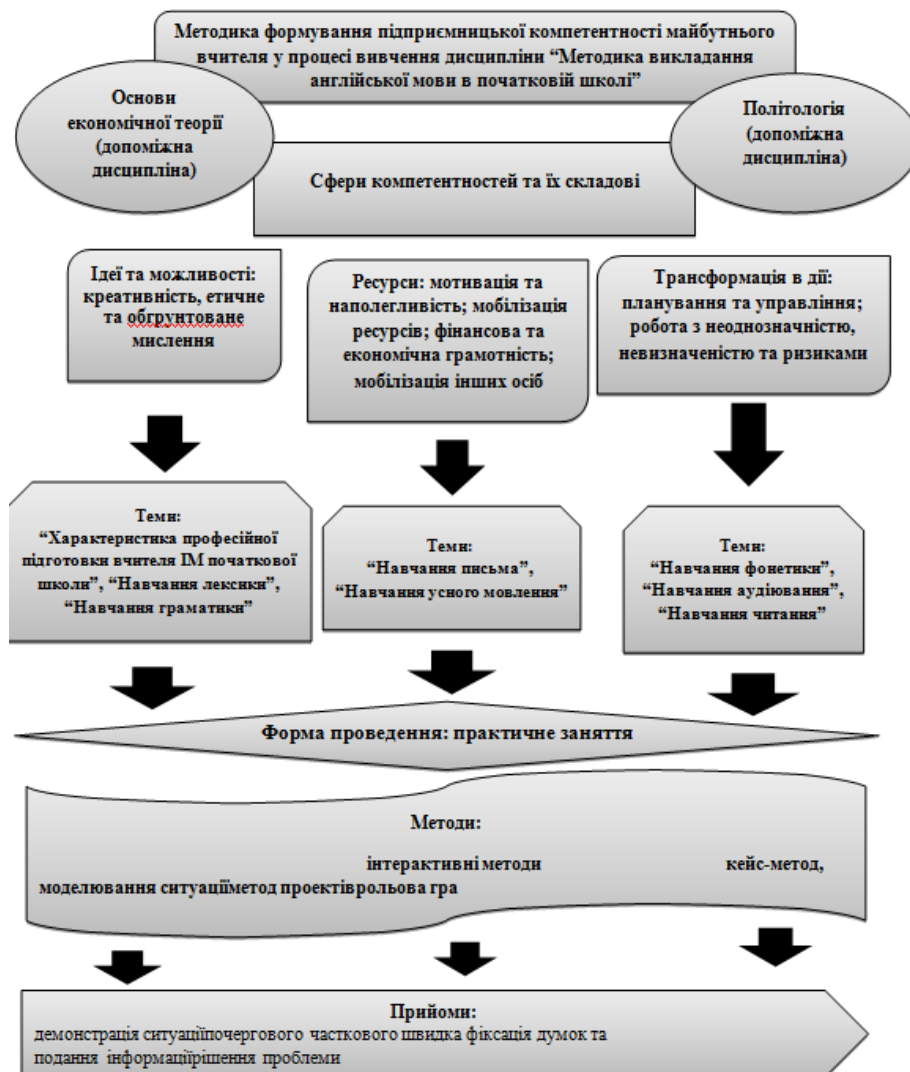 Методика формування підприємницької компетентності майбутнього
вчителя у процесі вивчення дисципліни “Методика викладання
англійської мови в початковій школі”
Основи
економічної теорії
(допоміжна
дисципліна)
Політологія
(допоміжна
дисципліна)
Сфери компетентностей та їх складові
Ідеї та можливості:
креативність, етичне
та обгрунтоване
мислення
Ресурси: мотивація та
наполегливість; мобілізація
ресурсів; фінансова та
економічна грамотність;
мобілізація інших осіб
Трансформація в дії:
планування та управління;
робота з неоднозначністю,
невизначеністю та ризиками
Теми:
“Характеристика професійної
підготовки вчителя ІМ початкової
школи”, “Навчання лексики”,
“Навчання граматики”
Теми:
“Навчання письма”,
“Навчання усного мовлення”
Теми:
“Навчання фонетики”,
“Навчання аудіювання”,
“Навчання читання”
Форма проведення: практичне заняття
Методи:
інтерактивні методи кейс-метод,
моделювання ситуаціїметод проектіврольова гра
Прийоми:
демонстрація ситуаціїпочергового часткового швидка фіксація думок та
подання інформаціїрішення проблеми